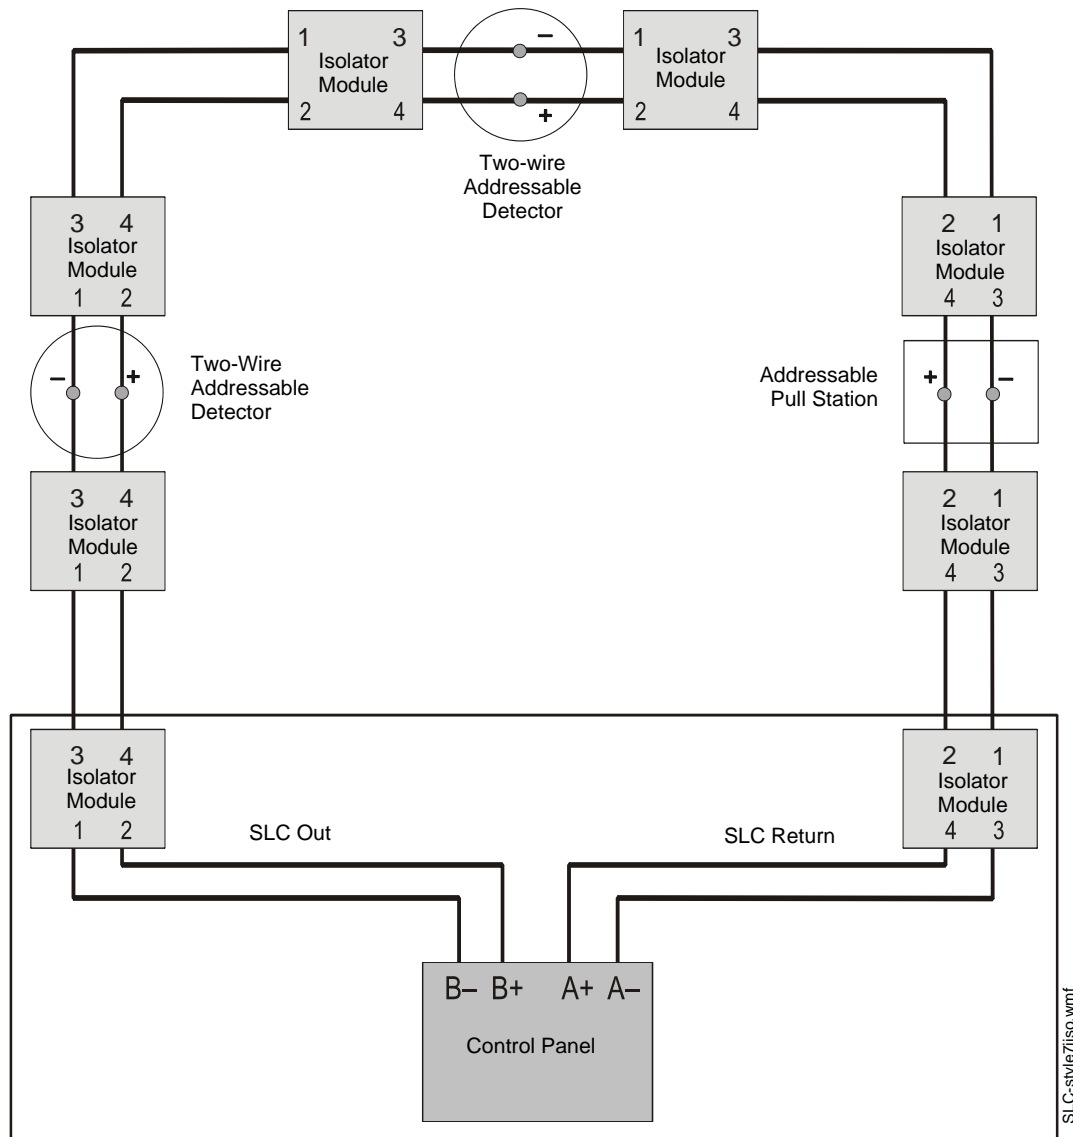 1 3
Isolator
Module
2 4
–
+
1 3
Isolator
Module
2 4
Two-wire
Addressable
Detector
3 4
Isolator
Module
1 2
2 1
Isolator
Module
4 3
– +
Two-Wire
Addressable
Detector
Addressable
Pull Station
+ –
3 4
Isolator
Module
1 2
2 1
Isolator
Module
4 3
3 4
Isolator
Module
1 2
2 1
Isolator
Module
4 3
SLC Out
SLC Return
B– B+ A+ A–
Control Panel
SLC-style7iso.wmf